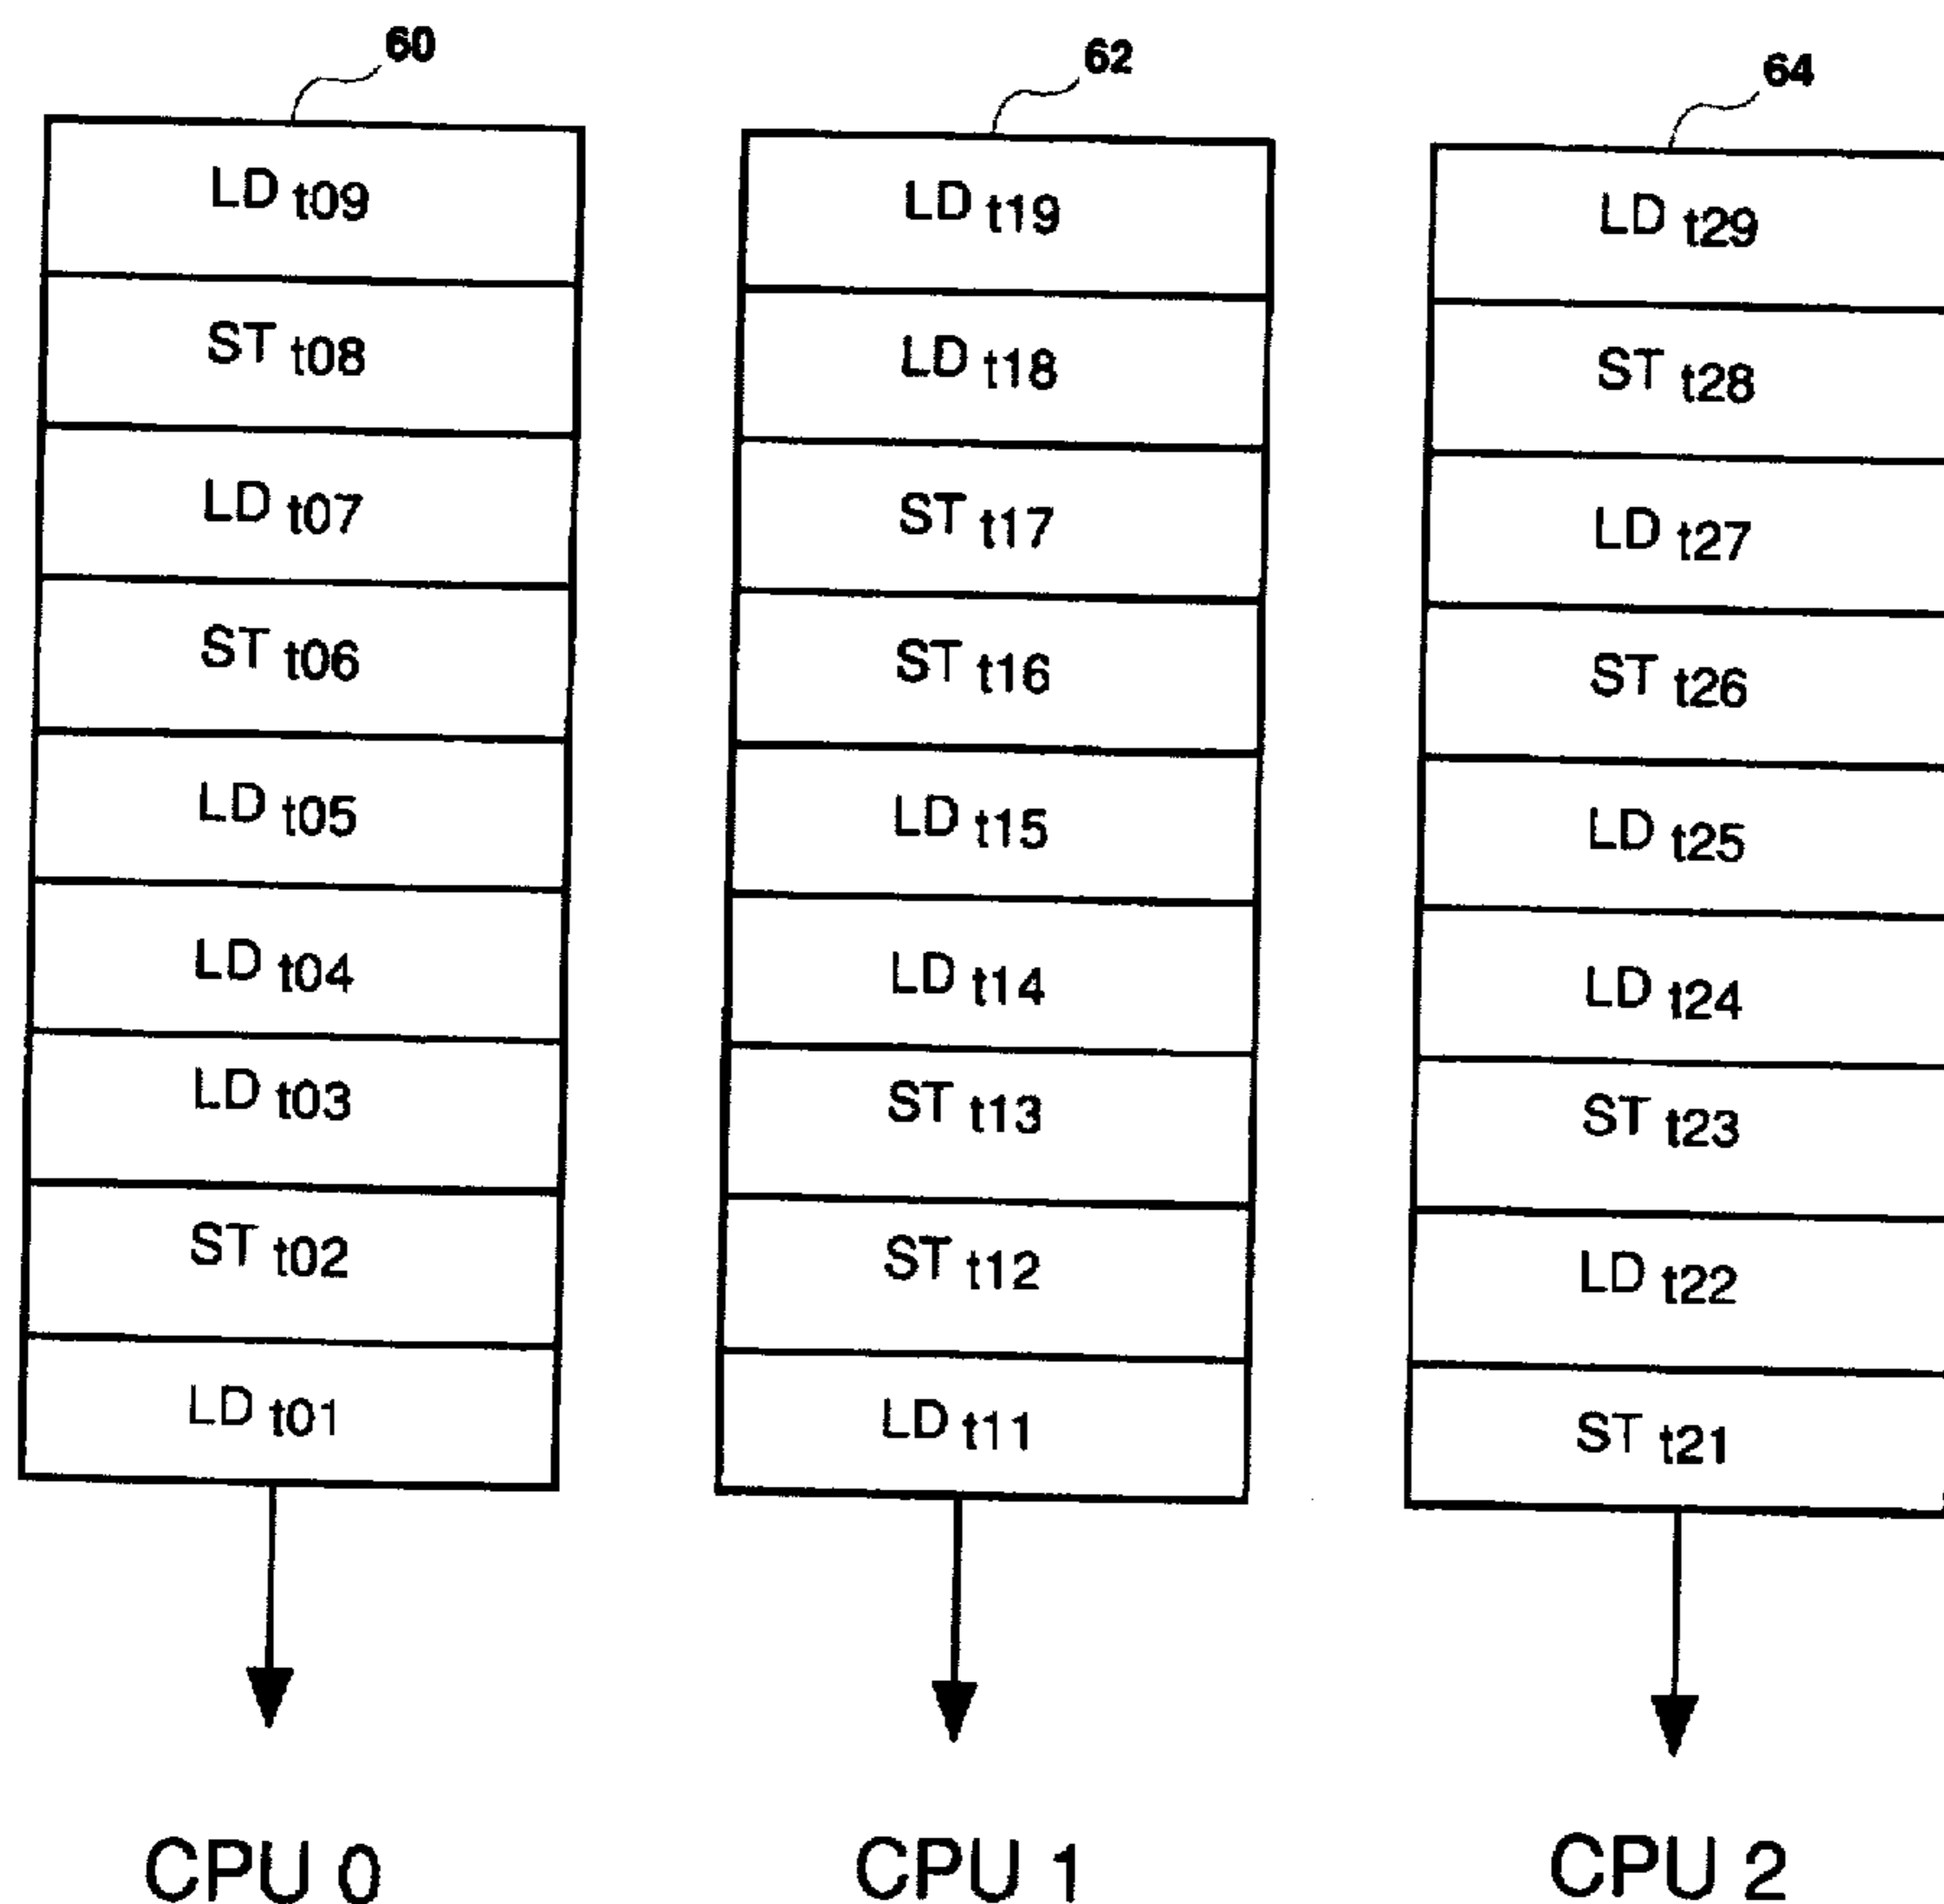 60
LD t09
ST t08
LD t07
ST t06
LD t05
LD t04
LD t03
ST t02
LD t01
CPU 0
62
LD t19
LD t18
ST t17
ST t16
LD t15
LD t14
ST t13
ST t12
LD t11
CPU 1
64
LD t29
ST t28
LD t27
ST t26
LD t25
LD t24
ST t23
LD t22
ST t21
CPU 2